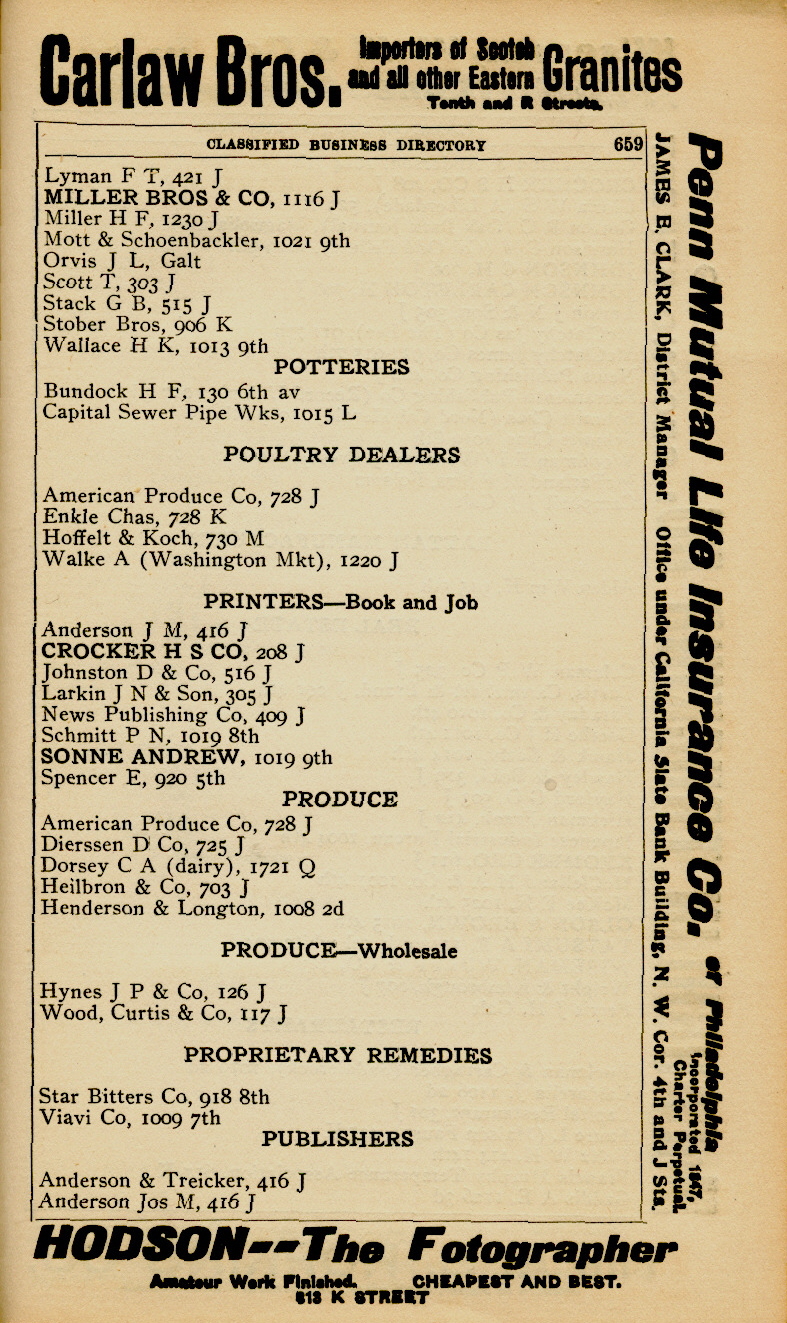 Carlaw Bros. Importers of Scotch and all other Eastern Granites
Tenth and R Streets.
CLASSIFIED BUSINESS DIRECTORY 659
Lyman F T, 421 J
MILLER BROS & CO, 1116 J
Miller H F, 1230 J
Mott & Schoenbackler, 1021 9th
Orvis J L, Galt
Scott T, 303 J
Stack G B, 515 J
Stober Bros, 906 K
Wallace H K, 1013 9th
POTTERIES
Bundock H F, 130 6th av
Capital Sewer Pipe Wks, 1015 L
POULTRY DEALERS
American Produce Co, 728 J
Enkle Chas, 728 K
Hoffelt & Koch, 730 M
Walke A (Washington Mkt), 1220 J
PRINTERS—Book and Job
Anderson J M, 416 J
CROCKER H S CO, 208 J
Johnston D & Co, 516 J
Larkin J N & Son, 305 J
News Publishing Co, 409 J
Schmitt P N, 1019 8th
SONNE ANDREW, 1019 9th
Spencer E, 920 5th
PRODUCE
American Produce Co, 728 J
Dierssen D Co, 725 J
Dorsey C A (dairy), 1721 Q
Heilbron & Co, 703 J
Henderson & Longton, 1008 2d
PRODUCE—Wholesale
Hynes J P & Co, 126 J
Wood, Curtis & Co, 117 J
PROPRIETARY REMEDIES
Star Bitters Co, 918 8th
Viavi Co, 1009 7th
PUBLISHERS
Anderson & Treicker, 416 J
Anderson Jos M, 416 J
Penn Mutual Life Insurance Co. of Philadelphia
Incorporated 1847,
Charter Perpetual.
JAMES E. CLARK, District Manager Office under California State Bank Building, N. W. Cor. 4th and J Sts.
HODSON--The Fotographer
Amateur Work Finished. CHEAPEST AND BEST.
813 K STREET